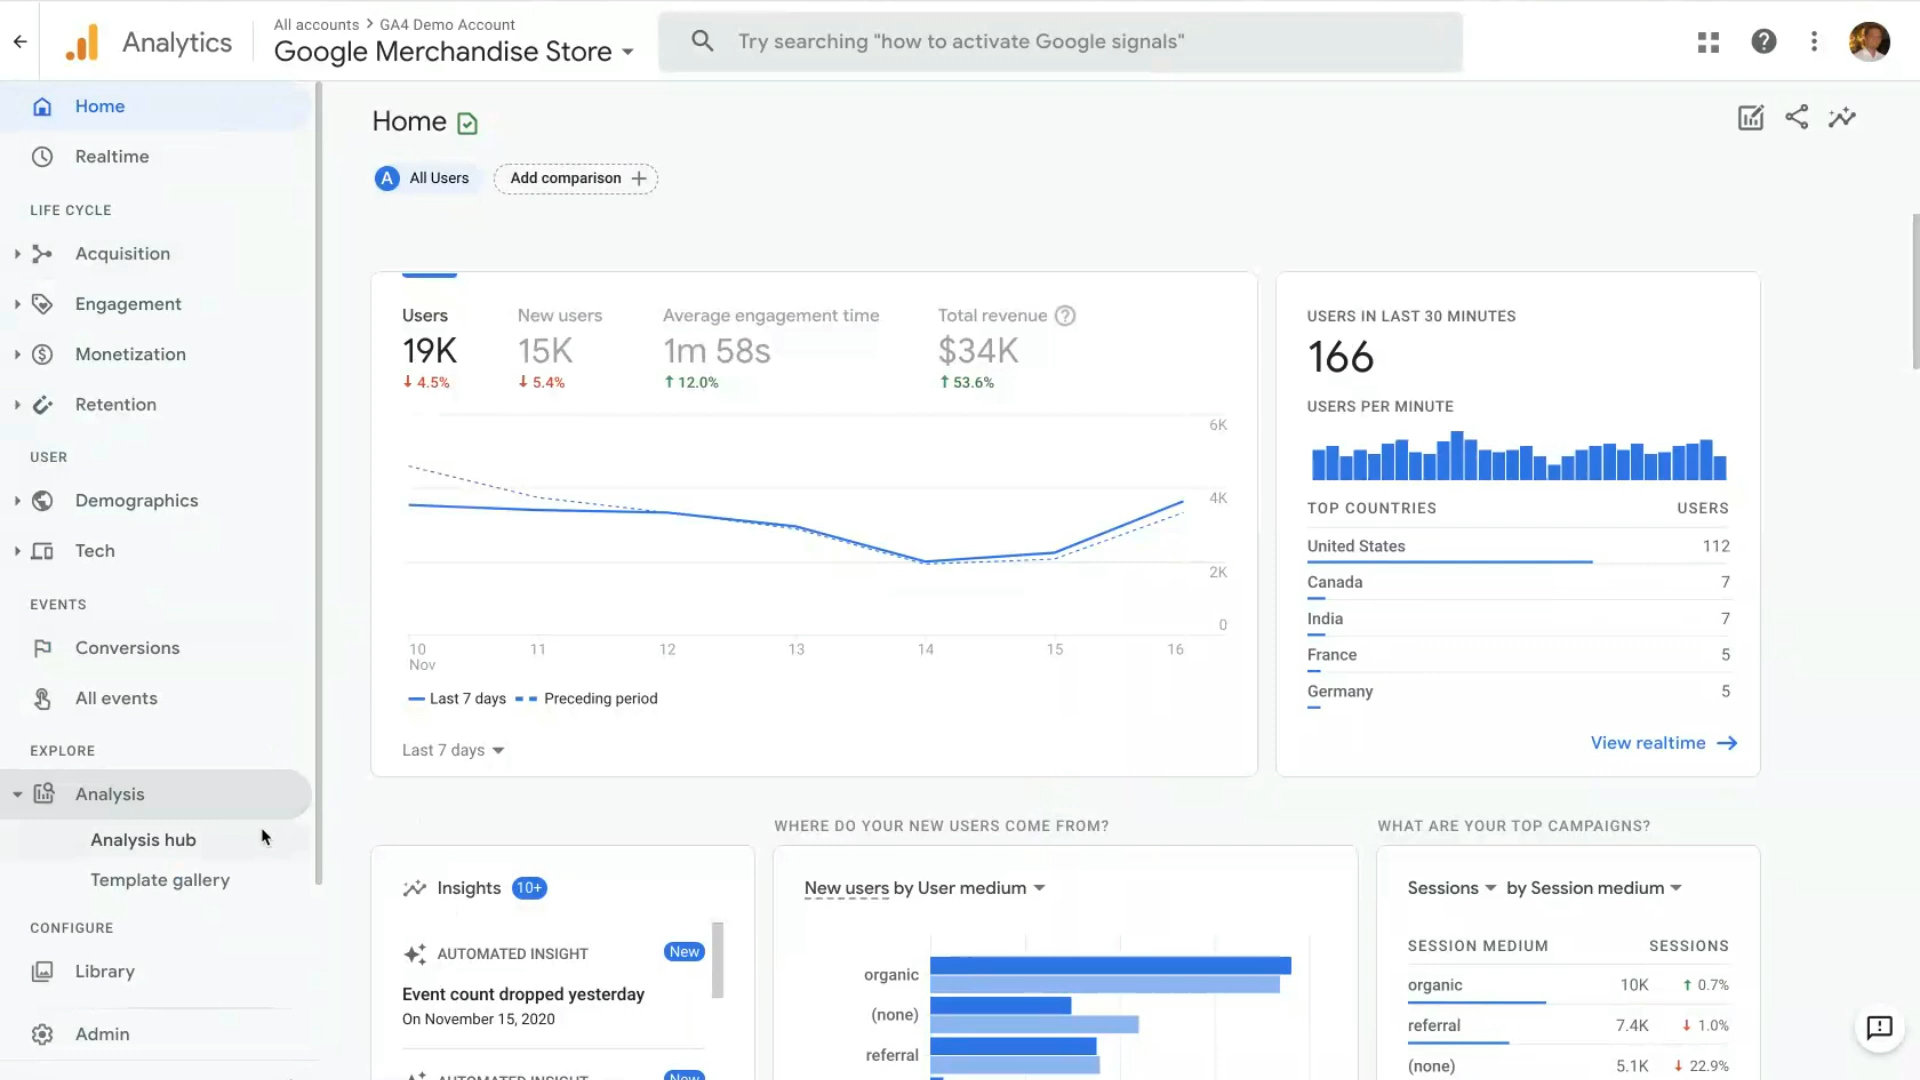 Analytics
All accounts > GA4 Demo Account
Google Merchandise Store
Try searching "how to activate Google signals"
Home
Realtime
LIFE CYCLE
Acquisition
Engagement
Monetization
Retention
USER
Demographics
Tech
EVENTS
Conversions
All events
EXPLORE
Analysis
Analysis hub
Template gallery
CONFIGURE
Library
Admin
Home
A All Users
Add comparison +
Users
19K
↓ 4.5%
New users
15K
↓ 5.4%
Average engagement time
1m 58s
↑ 12.0%
Total revenue ?
$34K
↑ 53.6%
6K
4K
2K
0
10 11 12 13 14 15 16
Nov
Last 7 days Preceding period
Last 7 days
USERS IN LAST 30 MINUTES
166
USERS PER MINUTE
TOP COUNTRIES USERS
United States 112
Canada 7
India 7
France 5
Germany 5
View realtime →
Insights 10+
AUTOMATED INSIGHT New
Event count dropped yesterday
On November 15, 2020
AUTOMATED INSIGHT New
WHERE DO YOUR NEW USERS COME FROM?
New users by User medium
organic
(none)
referral
WHAT ARE YOUR TOP CAMPAIGNS?
Sessions by Session medium
SESSION MEDIUM SESSIONS
organic 10K ↑ 0.7%
referral 7.4K ↓ 1.0%
(none) 5.1K ↓ 22.9%